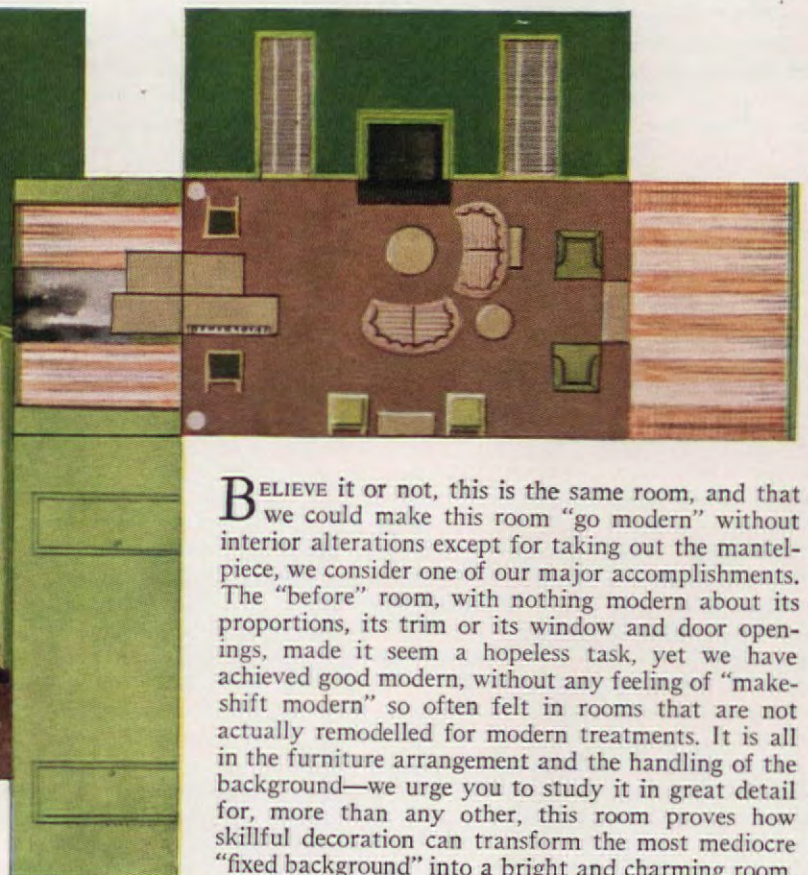 BELIEVE it or not, this is the same room, and that
we could make this room “go modern” without
interior alterations except for taking out the mantel-
piece, we consider one of our major accomplishments.
The “before” room, with nothing modern about its
proportions, its trim or its window and door open-
ings, made it seem a hopeless task, yet we have
achieved good modern, without any feeling of “make-
shift modern” so often felt in rooms that are not
actually remodelled for modern treatments. It is all
in the furniture arrangement and the handling of the
background—we urge you to study it in great detail
for, more than any other, this room proves how
skillful decoration can transform the most mediocre
“fixed background” into a bright and charming room.